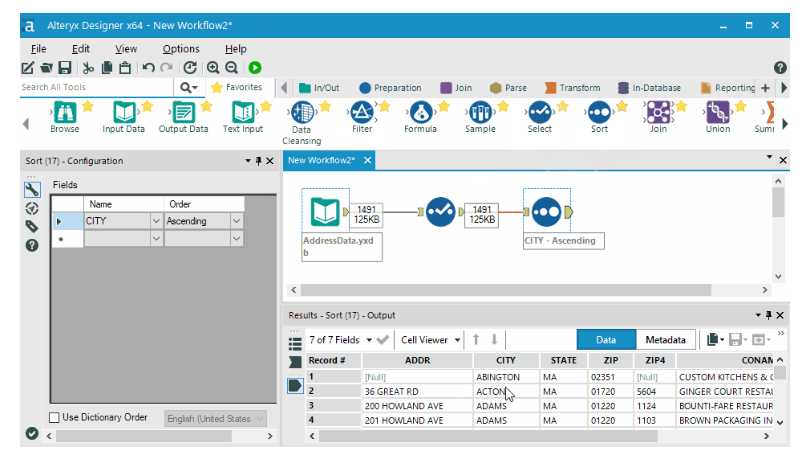 a Alteryx Designer x64 - New Workflow2*
File Edit View Options Help
Search All Tools Favorites In/Out Preparation Join Parse Transform In-Database Reporting
Browse Input Data Output Data Text Input Data Cleansing Filter Formula Sample Select Sort Join Union Summ
Sort (17) - Configuration
New Workflow2*
Fields
Name Order
CITY Ascending
1491
125KB
1491
125KB
AddressData.yxd
b
CITY - Ascending
Results - Sort (17) - Output
7 of 7 Fields Cell Viewer Data Metadata
Record # ADDR CITY STATE ZIP ZIP4 CONAM
1 [Null] ABINGTON MA 02351 [Null] CUSTOM KITCHENS & C
2 36 GREAT RD ACTON MA 01720 5604 GINGER COURT RESTAU
3 200 HOWLAND AVE ADAMS MA 01220 1124 BOUNTI-FARE RESTAUR
4 201 HOWLAND AVE ADAMS MA 01220 1103 BROWN PACKAGING IN
Use Dictionary Order English (United States